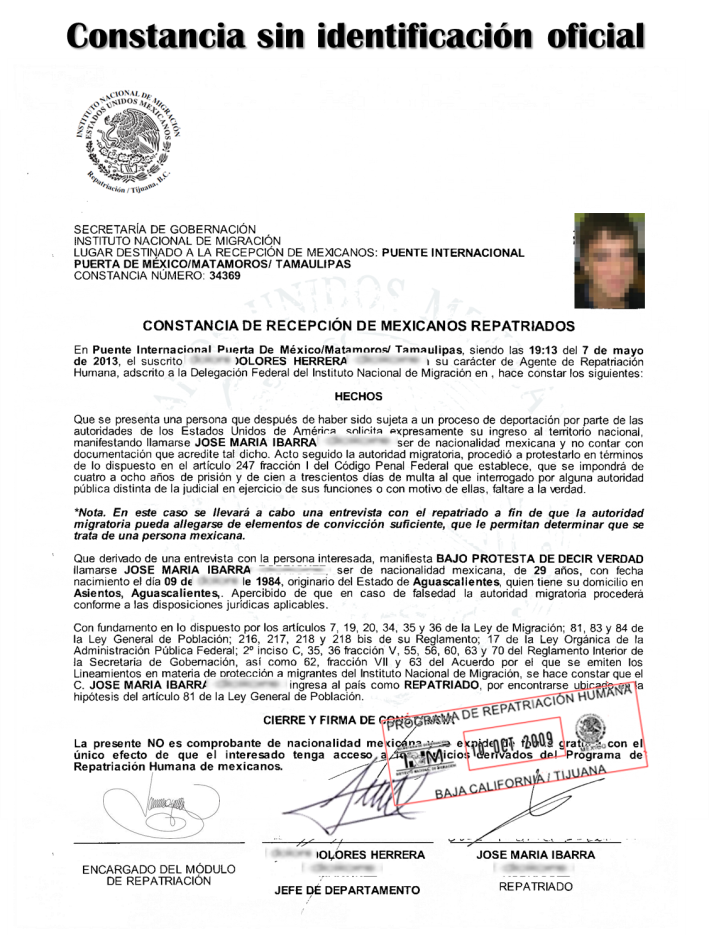 Constancia sin identificación oficial
INSTITUTO NACIONAL DE MIGRACIÓN
ESTADOS UNIDOS MEXICANOS
Repatriación / Tijuana, B.C.
SECRETARÍA DE GOBERNACIÓN
INSTITUTO NACIONAL DE MIGRACIÓN
LUGAR DESTINADO A LA RECEPCIÓN DE MEXICANOS: PUENTE INTERNACIONAL
PUERTA DE MÉXICO/MATAMOROS/ TAMAULIPAS
CONSTANCIA NÚMERO: 34369
CONSTANCIA DE RECEPCIÓN DE MEXICANOS REPATRIADOS
En Puente Internacional Puerta De México/Matamoros/ Tamaulipas, siendo las 19:13 del 7 de mayo
de 2013, el suscrito OLORES HERRERA su carácter de Agente de Repatriación
Humana, adscrito a la Delegación Federal del Instituto Nacional de Migración en , hace constar los siguientes:
HECHOS
Que se presenta una persona que después de haber sido sujeta a un proceso de deportación por parte de las
autoridades de los Estados Unidos de América, solicita expresamente su ingreso al territorio nacional,
manifestando llamarse JOSE MARIA IBARRA ser de nacionalidad mexicana y no contar con
documentación que acredite tal dicho. Acto seguido la autoridad migratoria, procedió a protestarlo en términos
de lo dispuesto en el artículo 247 fracción I del Código Penal Federal que establece, que se impondrá de
cuatro a ocho años de prisión y de cien a trescientos días de multa al que interrogado por alguna autoridad
pública distinta de la judicial en ejercicio de sus funciones o con motivo de ellas, faltare a la verdad.
*Nota. En este caso se llevará a cabo una entrevista con el repatriado a fin de que la autoridad
migratoria pueda allegarse de elementos de convicción suficiente, que le permitan determinar que se
trata de una persona mexicana.
Que derivado de una entrevista con la persona interesada, manifiesta BAJO PROTESTA DE DECIR VERDAD
llamarse JOSE MARIA IBARRA ser de nacionalidad mexicana, de 29 años, con fecha
nacimiento el día 09 de de 1984, originario del Estado de Aguascalientes, quien tiene su domicilio en
Asientos, Aguascalientes,. Apercibido de que en caso de falsedad la autoridad migratoria procederá
conforme a las disposiciones jurídicas aplicables.
Con fundamento en lo dispuesto por los artículos 7, 19, 20, 34, 35 y 36 de la Ley de Migración; 81, 83 y 84 de
la Ley General de Población; 216, 217, 218 y 218 bis de su Reglamento; 17 de la Ley Orgánica de la
Administración Pública Federal; 2º inciso C, 35, 36 fracción V, 55, 56, 60, 63 y 70 del Reglamento Interior de
la Secretaría de Gobernación, así como 62, fracción VII y 63 del Acuerdo por el que se emiten los
Lineamientos en materia de protección a migrantes del Instituto Nacional de Migración, se hace constar que el
C. JOSE MARIA IBARRA ingresa al país como REPATRIADO, por encontrarse ubicado en la
hipótesis del artículo 81 de la Ley General de Población.
CIERRE Y FIRMA DE
PROGRAMA DE REPATRIACIÓN HUMANA
La presente NO es comprobante de nacionalidad mexicana con el
único efecto de que el interesado tenga acceso a derivados del Programa de
Repatriación Humana de mexicanos.
2009
BAJA CALIFORNIA / TIJUANA
ENCARGADO DEL MÓDULO
DE REPATRIACIÓN
OLORES HERRERA
JEFE DE DEPARTAMENTO
JOSE MARIA IBARRA
REPATRIADO